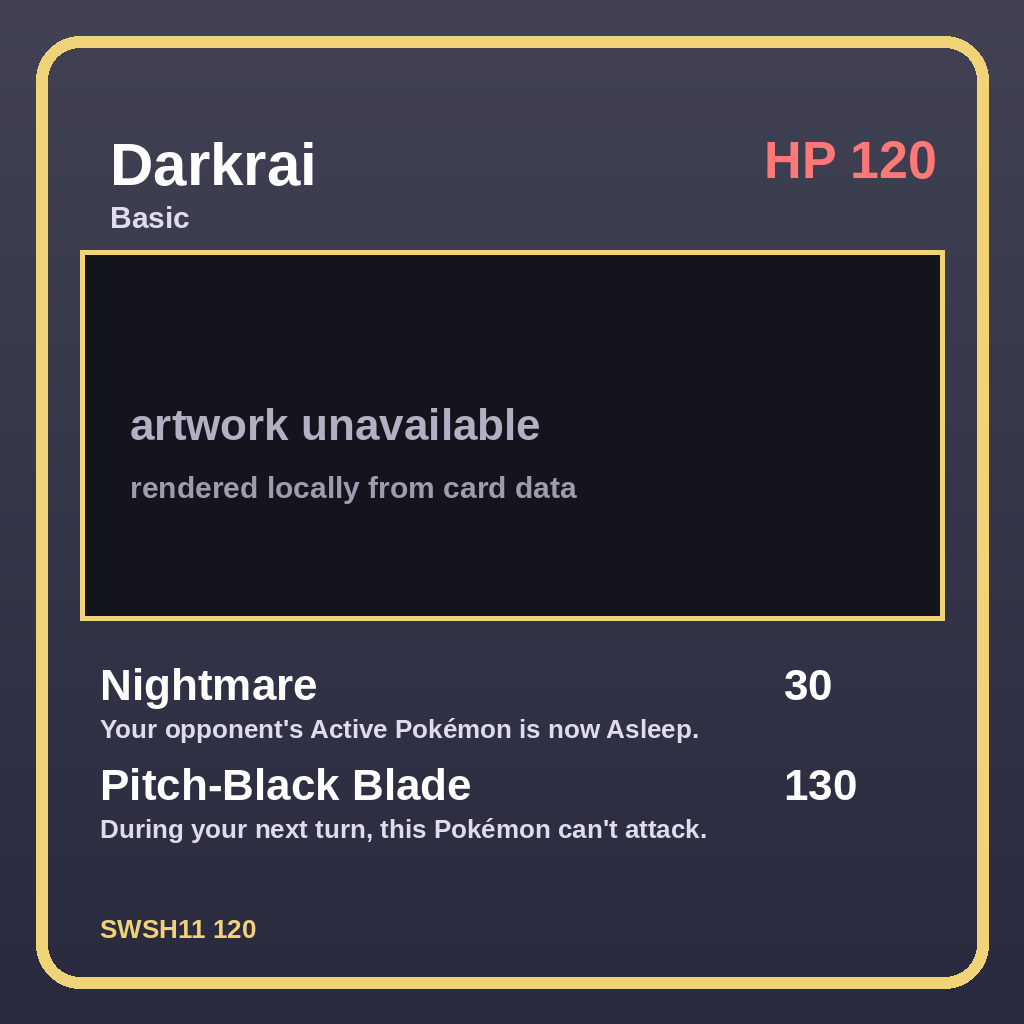 Darkrai
HP 120
Basic
artwork unavailable
rendered locally from card data
Nightmare 30
Your opponent's Active Pokémon is now Asleep.
Pitch-Black Blade 130
During your next turn, this Pokémon can't attack.
SWSH11 120